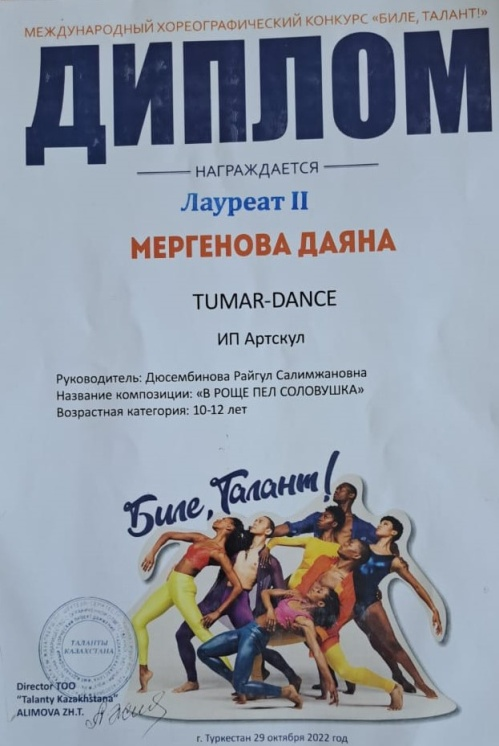 МЕЖДУНАРОДНЫЙ ХОРЕОГРАФИЧЕСКИЙ КОНКУРС «БИЛЕ, ТАЛАНТ!»
ДИПЛОМ
НАГРАЖДАЕТСЯ
Лауреат II
МЕРГЕНОВА ДАЯНА
TUMAR-DANCE
ИП Артскул
Руководитель: Дюсембинова Райгул Салимжановна
Название композиции: «В РОЩЕ ПЕЛ СОЛОВУШКА»
Возрастная категория: 10-12 лет
Биле, Талант!
ТАЛАНТЫ
КАЗАХСТАНА
Director TOO
"Talanty Kazakhstana"
ALIMOVA ZH.T.
г. Туркестан 29 октября 2022 год